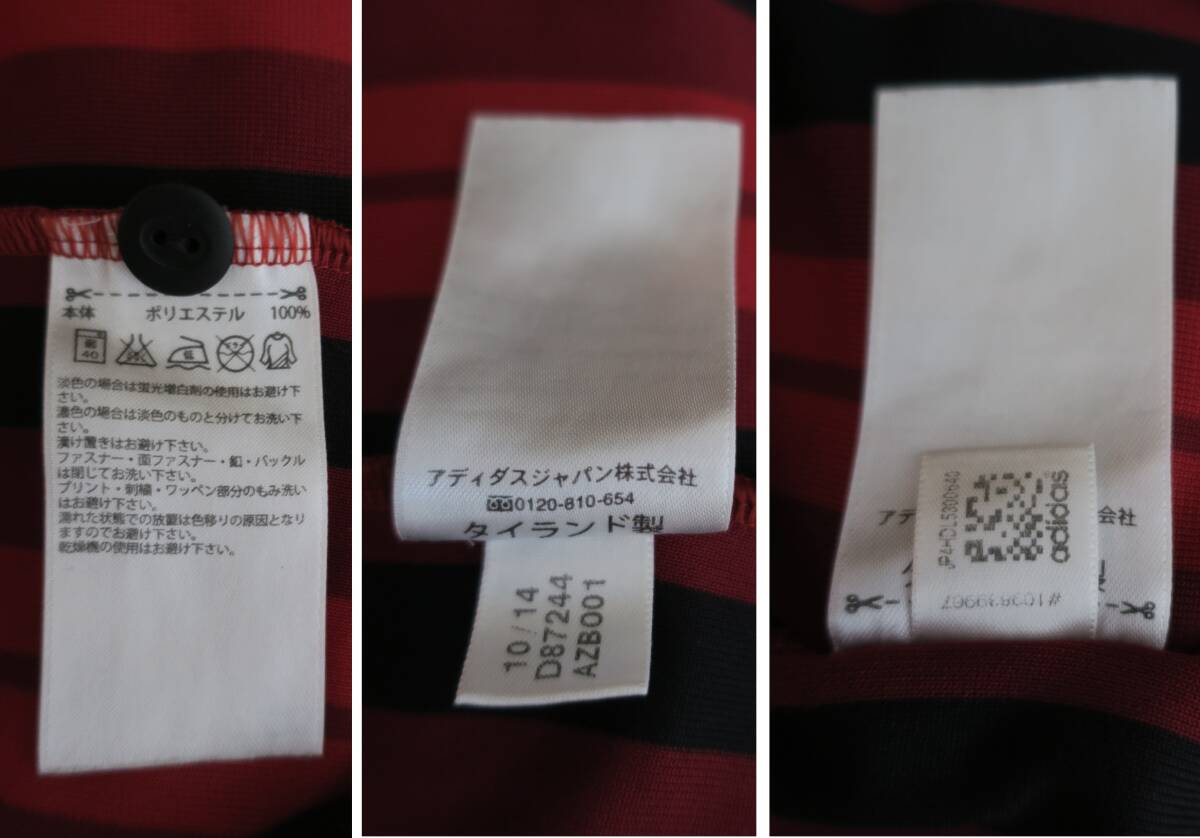 本体 ポリエステル 100%
40
低
淡色の場合は蛍光増白剤の使用はお避け下
さい。
濃色の場合は淡色のものと分けてお洗い下
さい。
漬け置きはお避け下さい。
ファスナー・面ファスナー・釦・バックル
は閉じてお洗い下さい。
プリント・刺繍・ワッペン部分のもみ洗い
はお避け下さい。
濡れた状態での放置は色移りの原因となり
ますのでお避け下さい。
乾燥機の使用はお避け下さい。
アディダスジャパン株式会社
0120-810-654
タイランド製
10/14
D87244
AZB001
アデ
会社
adidas